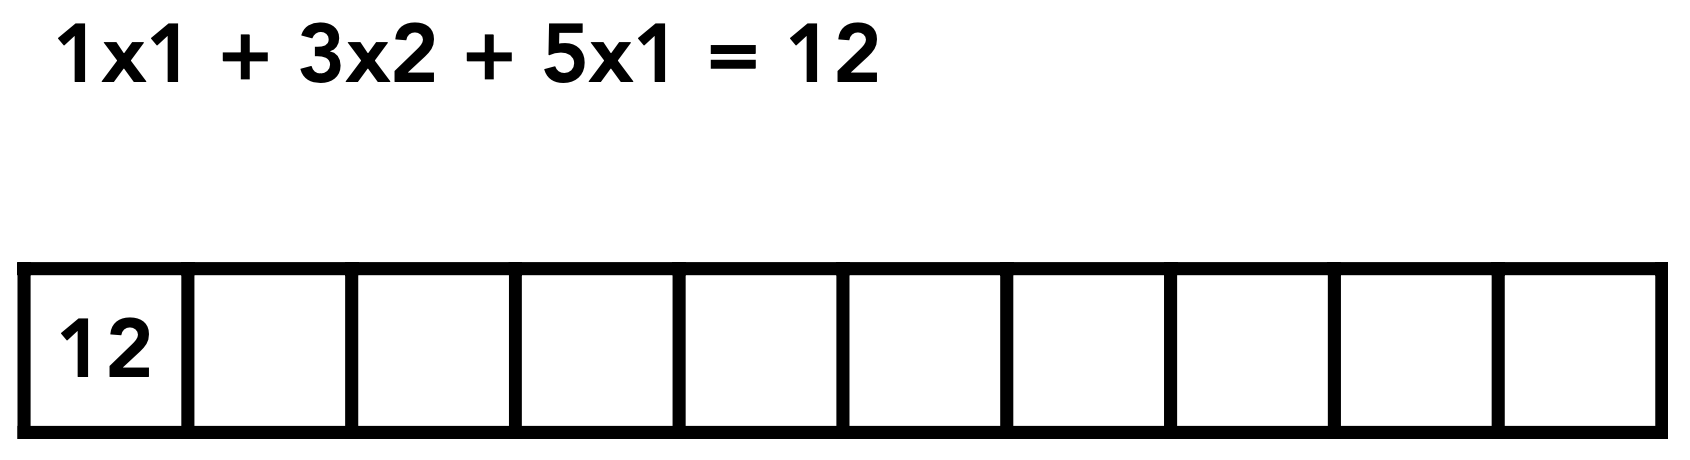 1x1 + 3x2 + 5x1 = 12
12